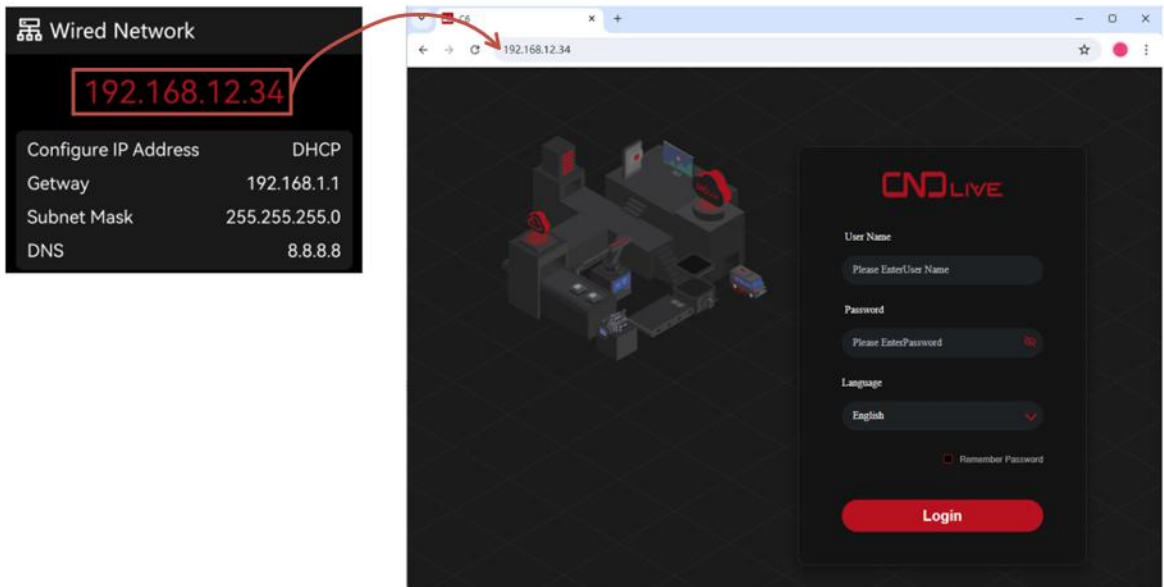 Wired Network
192.168.12.34
Configure IP Address DHCP
Getway 192.168.1.1
Subnet Mask 255.255.255.0
DNS 8.8.8.8
C6
192.168.12.34
CNDLIVE
User Name
Please EnterUser Name
Password
Please EnterPassword
Language
English
Remember Password
Login